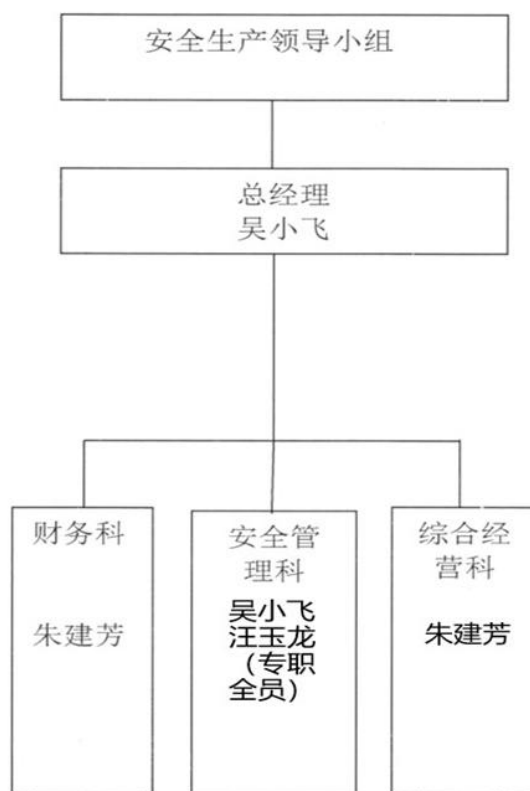 安全生产领导小组
总经理
吴小飞
财务科
朱建芳
安全管
理科
吴小飞
汪玉龙
（专职
全员）
综合经
营科
朱建芳